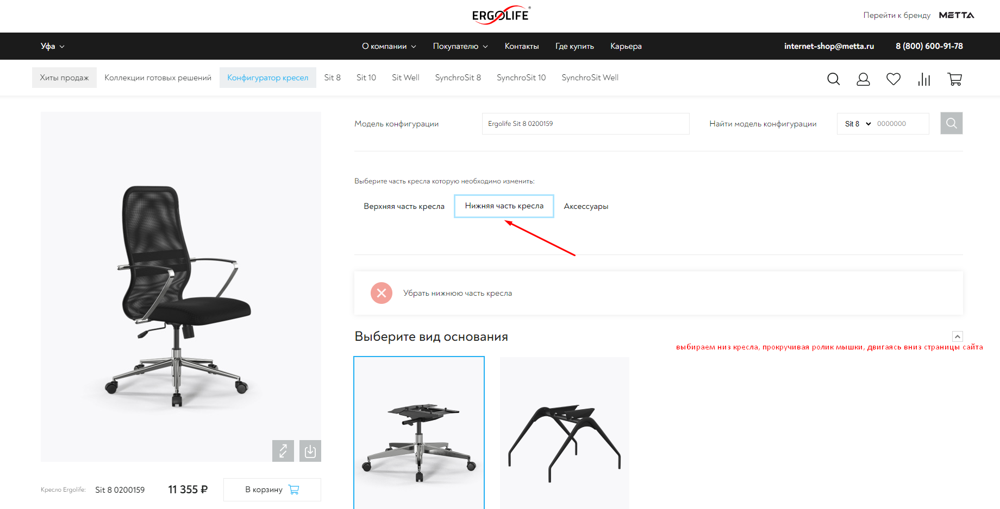 ERGOLIFE®
Перейти к бренду METTA
Уфа
О компании Покупателю Контакты Где купить Карьера
internet-shop@metta.ru 8 (800) 600-91-78
Хиты продаж Коллекции готовых решений Конфигуратор кресел Sit 8 Sit 10 Sit Well SynchroSit 8 SynchroSit 10 SynchroSit Well
Модель конфигурации Ergolife Sit 8 0200159 Найти модель конфигурации Sit 8 0000000
Выберите часть кресла которую необходимо изменить:
Верхняя часть кресла Нижняя часть кресла Аксессуары
Убрать нижнюю часть кресла
Выберите вид основания
выбираем низ кресла, прокручивая ролик мышки, двигаясь вниз страницы сайта
Кресло Ergolife: Sit 8 0200159 11 355 ₽ В корзину